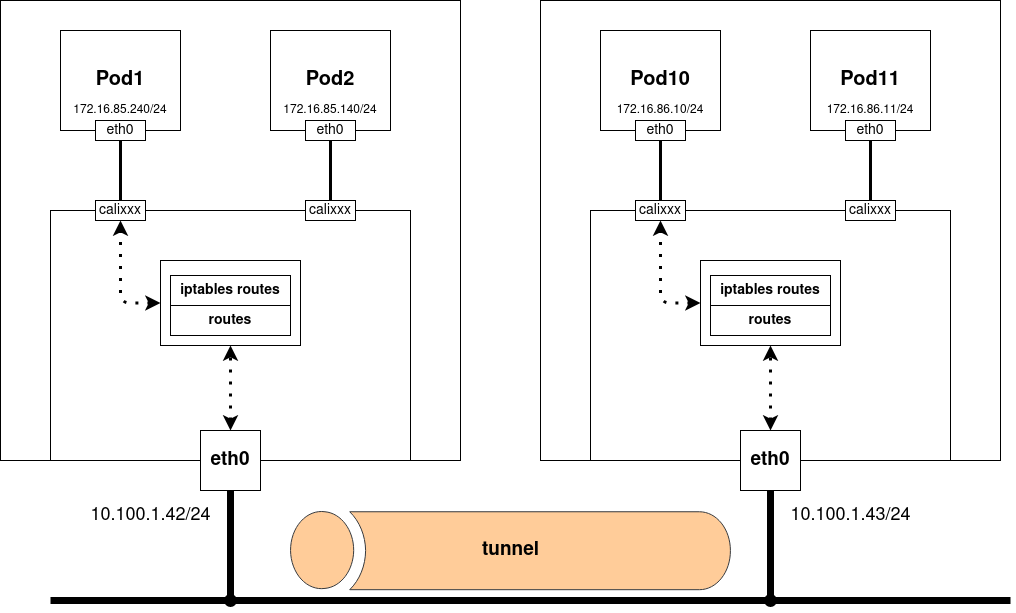 Pod1
172.16.85.240/24
eth0
calixxx
Pod2
172.16.85.140/24
eth0
calixxx
iptables routes
routes
eth0
10.100.1.42/24
Pod10
172.16.86.10/24
eth0
calixxx
Pod11
172.16.86.11/24
eth0
calixxx
iptables routes
routes
eth0
10.100.1.43/24
tunnel